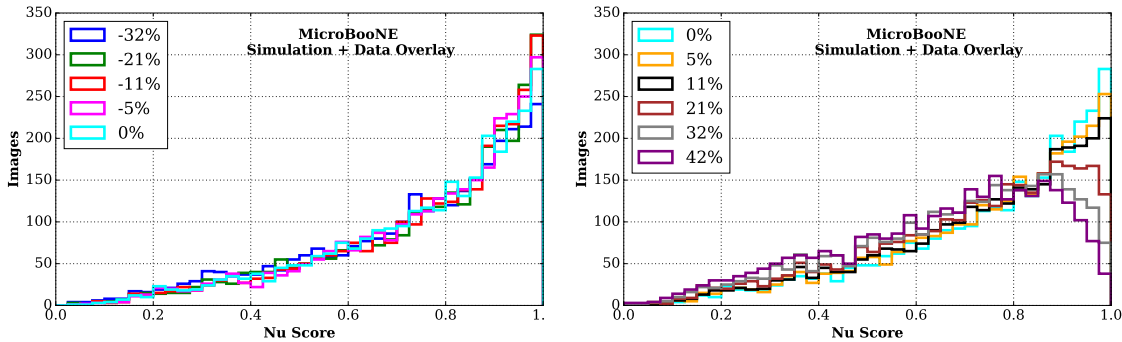 350
300
250
200
150
100
50
0
Images
-32%
-21%
-11%
-5%
0%
MicroBooNE
Simulation + Data Overlay
0.0 0.2 0.4 0.6 0.8 1.
Nu Score
350
300
250
200
150
100
50
0
Images
0%
5%
11%
21%
32%
42%
MicroBooNE
Simulation + Data Overlay
0.0 0.2 0.4 0.6 0.8 1.0
Nu Score